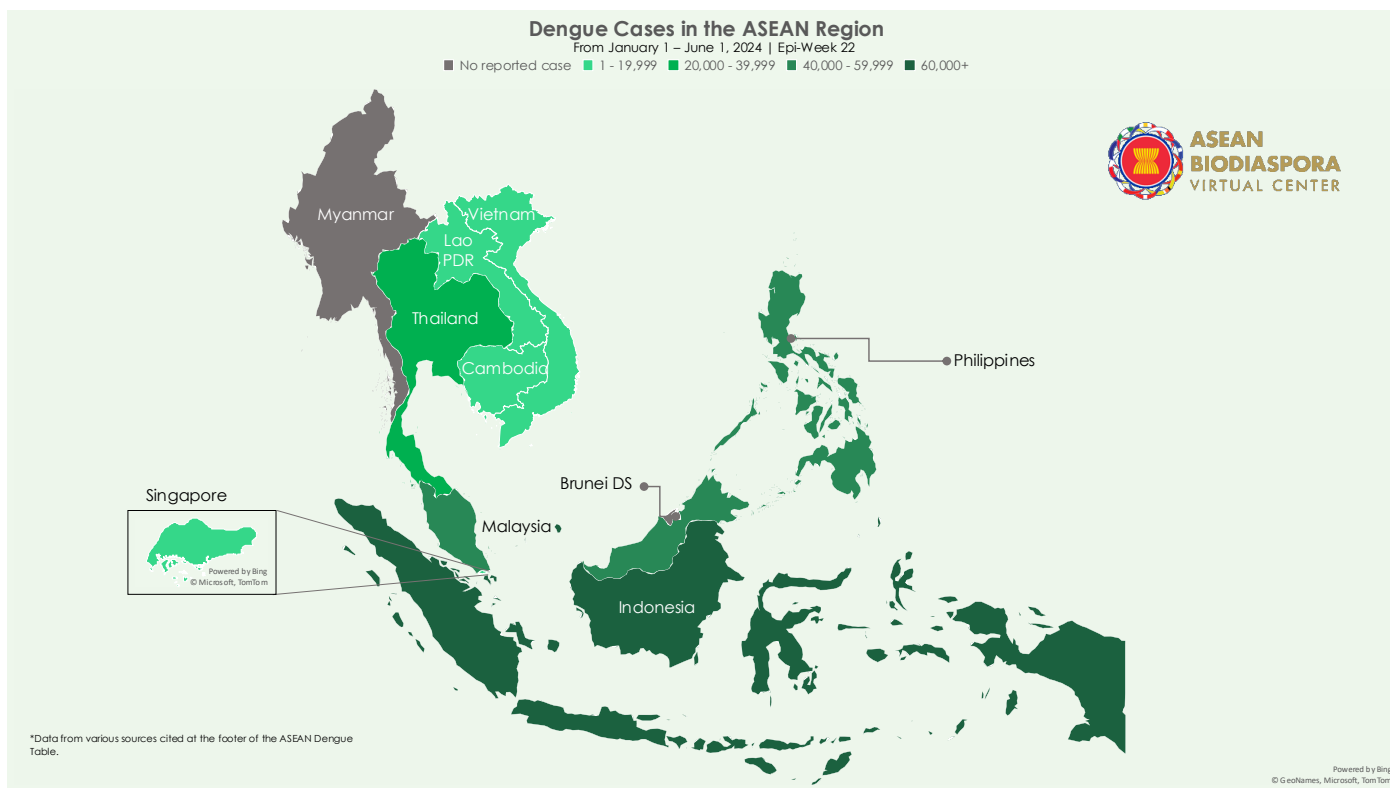 Dengue Cases in the ASEAN Region
From January 1 – June 1, 2024 | Epi-Week 22
No reported case 1 - 19,999 20,000 - 39,999 40,000 - 59,999 60,000+
ASEAN
BIODIASPORA
VIRTUAL CENTER
Myanmar
Vietnam
Lao
PDR
Thailand
Cambodia
Philippines
Brunei DS
Singapore
Malaysia
Powered by Bing
© Microsoft, TomTom
Indonesia
*Data from various sources cited at the footer of the ASEAN Dengue
Table.
Powered by Bing
© GeoNames, Microsoft, TomTom